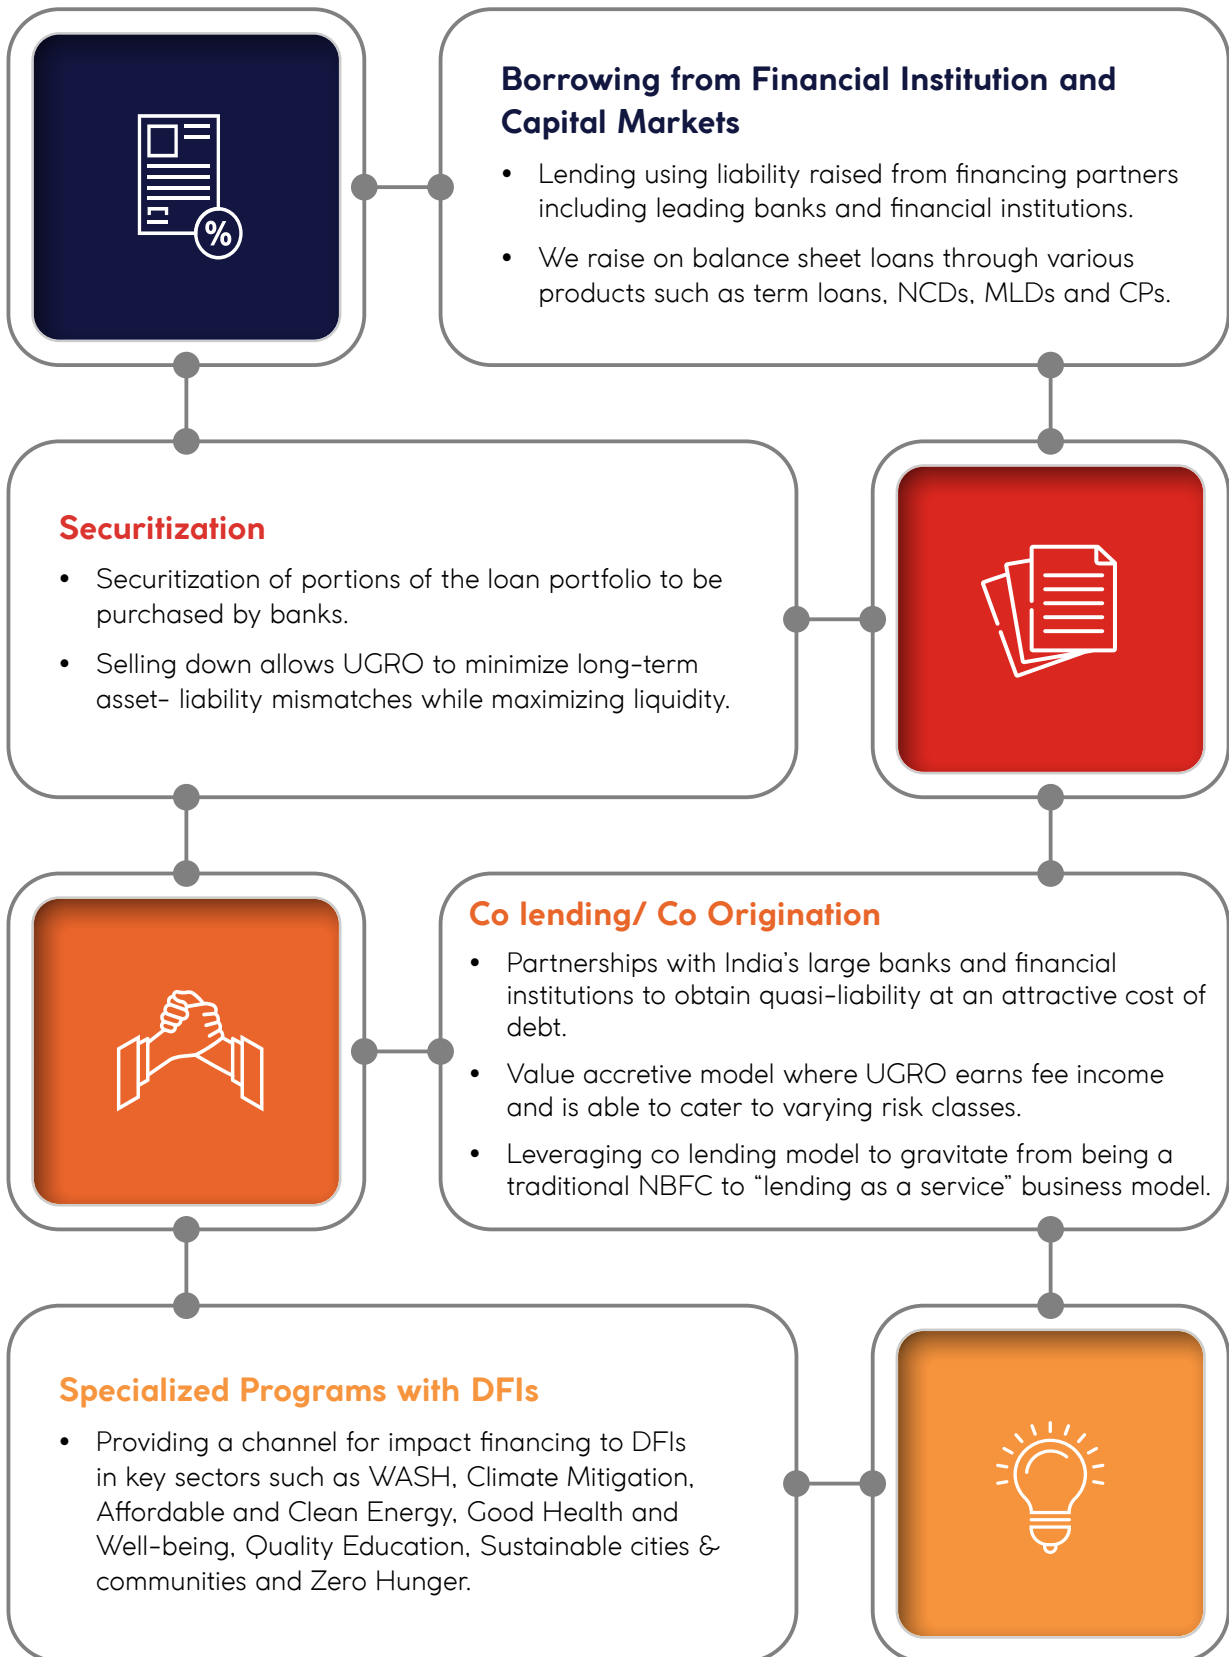 Borrowing from Financial Institution and
Capital Markets
• Lending using liability raised from financing partners
including leading banks and financial institutions.
• We raise on balance sheet loans through various
products such as term loans, NCDs, MLDs and CPs.
%
Securitization
• Securitization of portions of the loan portfolio to be
purchased by banks.
• Selling down allows UGRO to minimize long-term
asset- liability mismatches while maximizing liquidity.
Co lending/ Co Origination
• Partnerships with India's large banks and financial
institutions to obtain quasi-liability at an attractive cost of
debt.
• Value accretive model where UGRO earns fee income
and is able to cater to varying risk classes.
• Leveraging co lending model to gravitate from being a
traditional NBFC to “lending as a service” business model.
Specialized Programs with DFIs
• Providing a channel for impact financing to DFIs
in key sectors such as WASH, Climate Mitigation,
Affordable and Clean Energy, Good Health and
Well-being, Quality Education, Sustainable cities &
communities and Zero Hunger.